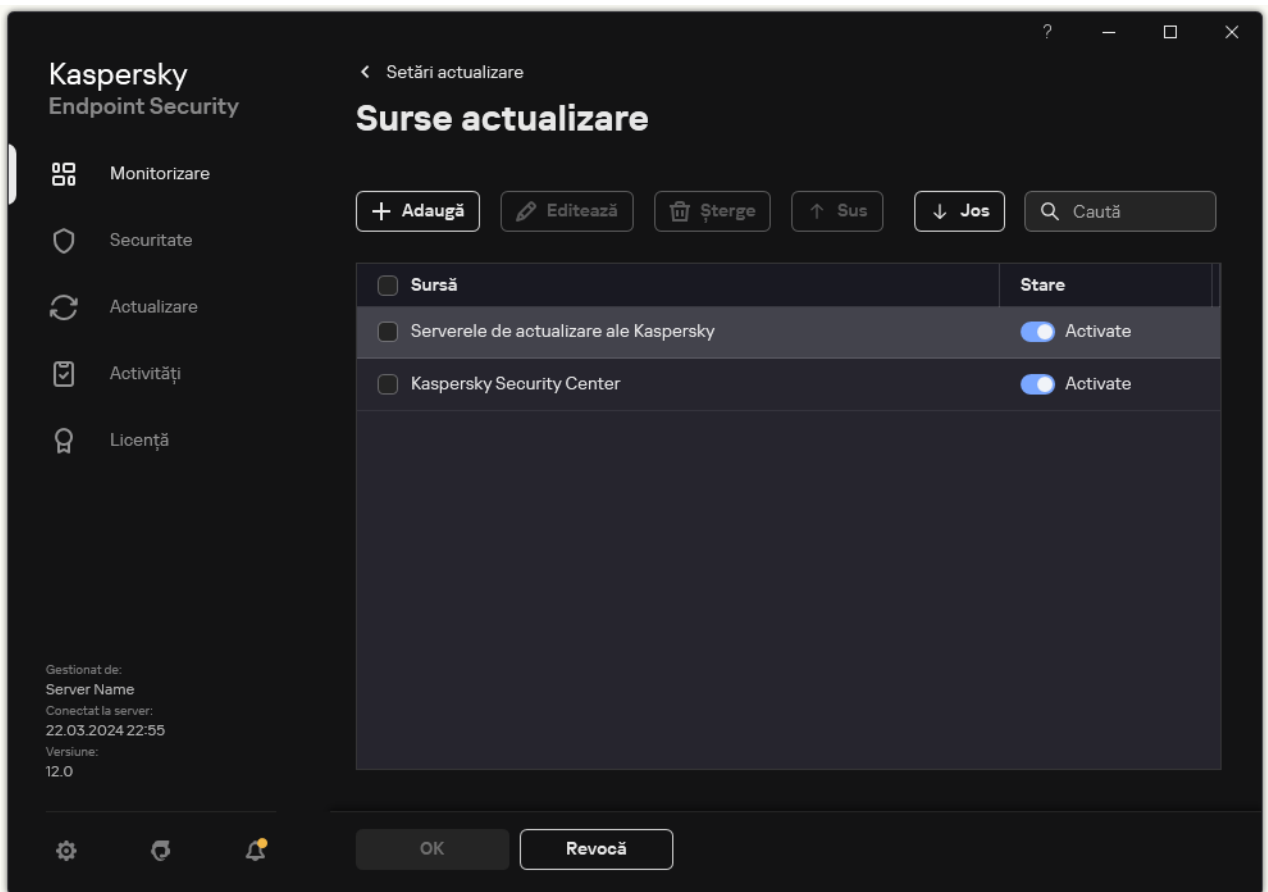 ?
Kaspersky
Endpoint Security
Monitorizare
Securitate
Actualizare
Activități
Licență
Gestionat de:
Server Name
Conectat la server:
22.03.2024 22:55
Versiune:
12.0
Setări actualizare
Surse actualizare
Adaugă Editează Șterge Sus Jos Caută
Sursă Stare
Serverele de actualizare ale Kaspersky Activate
Kaspersky Security Center Activate
OK Revocă